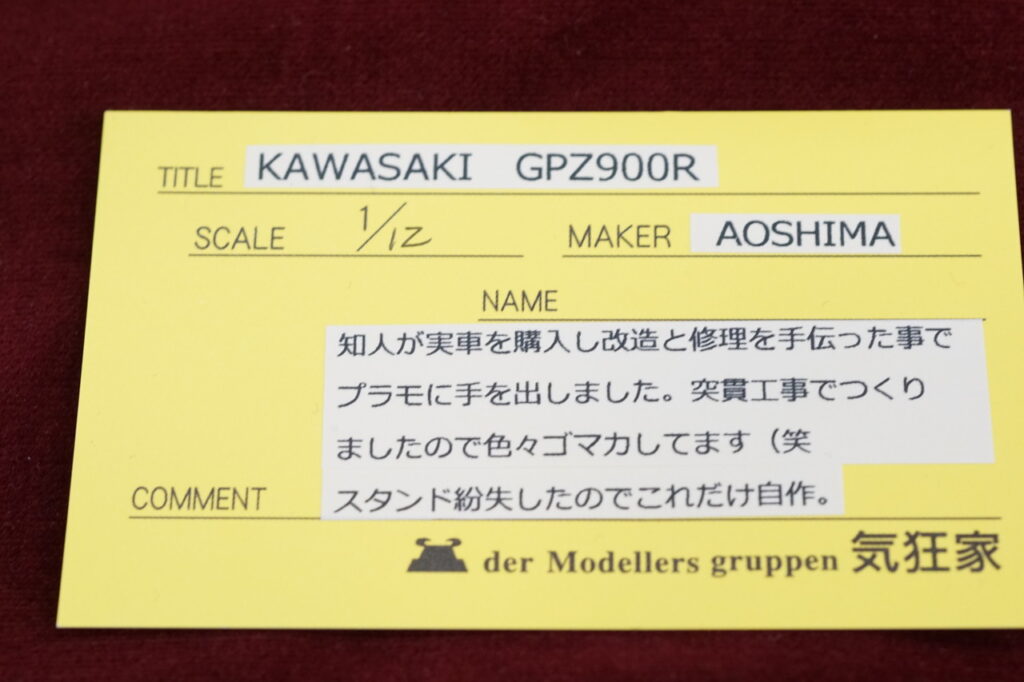 TITLE KAWASAKI GPZ900R
SCALE 1/12 MAKER AOSHIMA
NAME
知人が実車を購入し改造と修理を手伝った事で
プラモに手を出しました。突貫工事でつくり
ましたので色々ゴマカしてます（笑
スタンド紛失したのでこれだけ自作。
COMMENT
der Modellers gruppen 気狂家